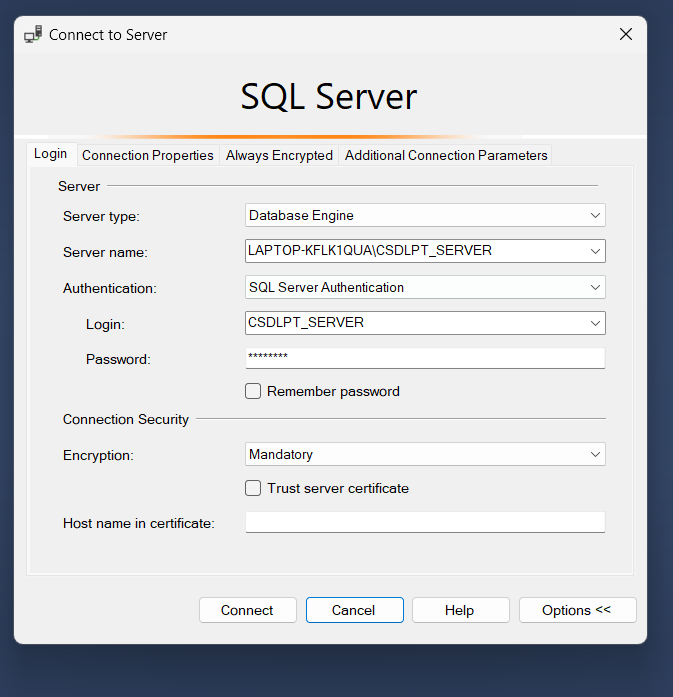 Connect to Server
SQL Server
Login Connection Properties Always Encrypted Additional Connection Parameters
Server
Server type: Database Engine
Server name: LAPTOP-KFLK1QUA\CSDLPT_SERVER
Authentication: SQL Server Authentication
Login: CSDLPT_SERVER
Password: ********
Remember password
Connection Security
Encryption: Mandatory
Trust server certificate
Host name in certificate:
Connect Cancel Help Options <<